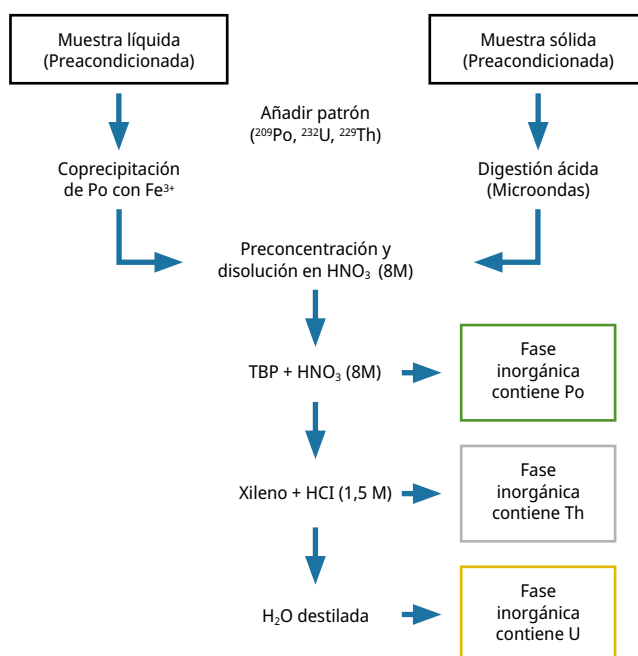 Muestra líquida
(Preacondicionada)
Muestra sólida
(Preacondicionada)
Añadir patrón
(²⁰⁹Po, ²³²U, ²²⁹Th)
Coprecipitación
de Po con Fe³⁺
Digestión ácida
(Microondas)
Preconcentración y
disolución en HNO₃ (8M)
TBP + HNO₃ (8M)
Fase
inorgánica
contiene Po
Xileno + HCI (1,5 M)
Fase
inorgánica
contiene Th
H₂O destilada
Fase
inorgánica
contiene U